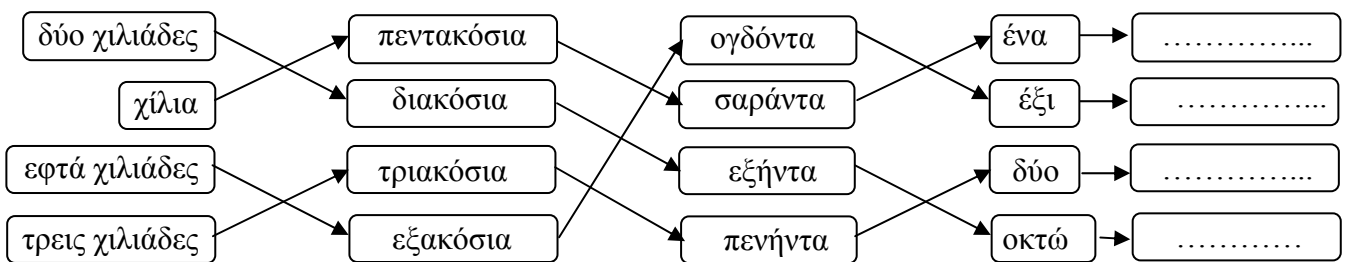 δύο χιλιάδες πεντακόσια ογδόντα ένα …………...
χίλια διακόσια σαράντα έξι …………...
εφτά χιλιάδες τριακόσια εξήντα δύο …………...
τρεις χιλιάδες εξακόσια πενήντα οκτώ …………